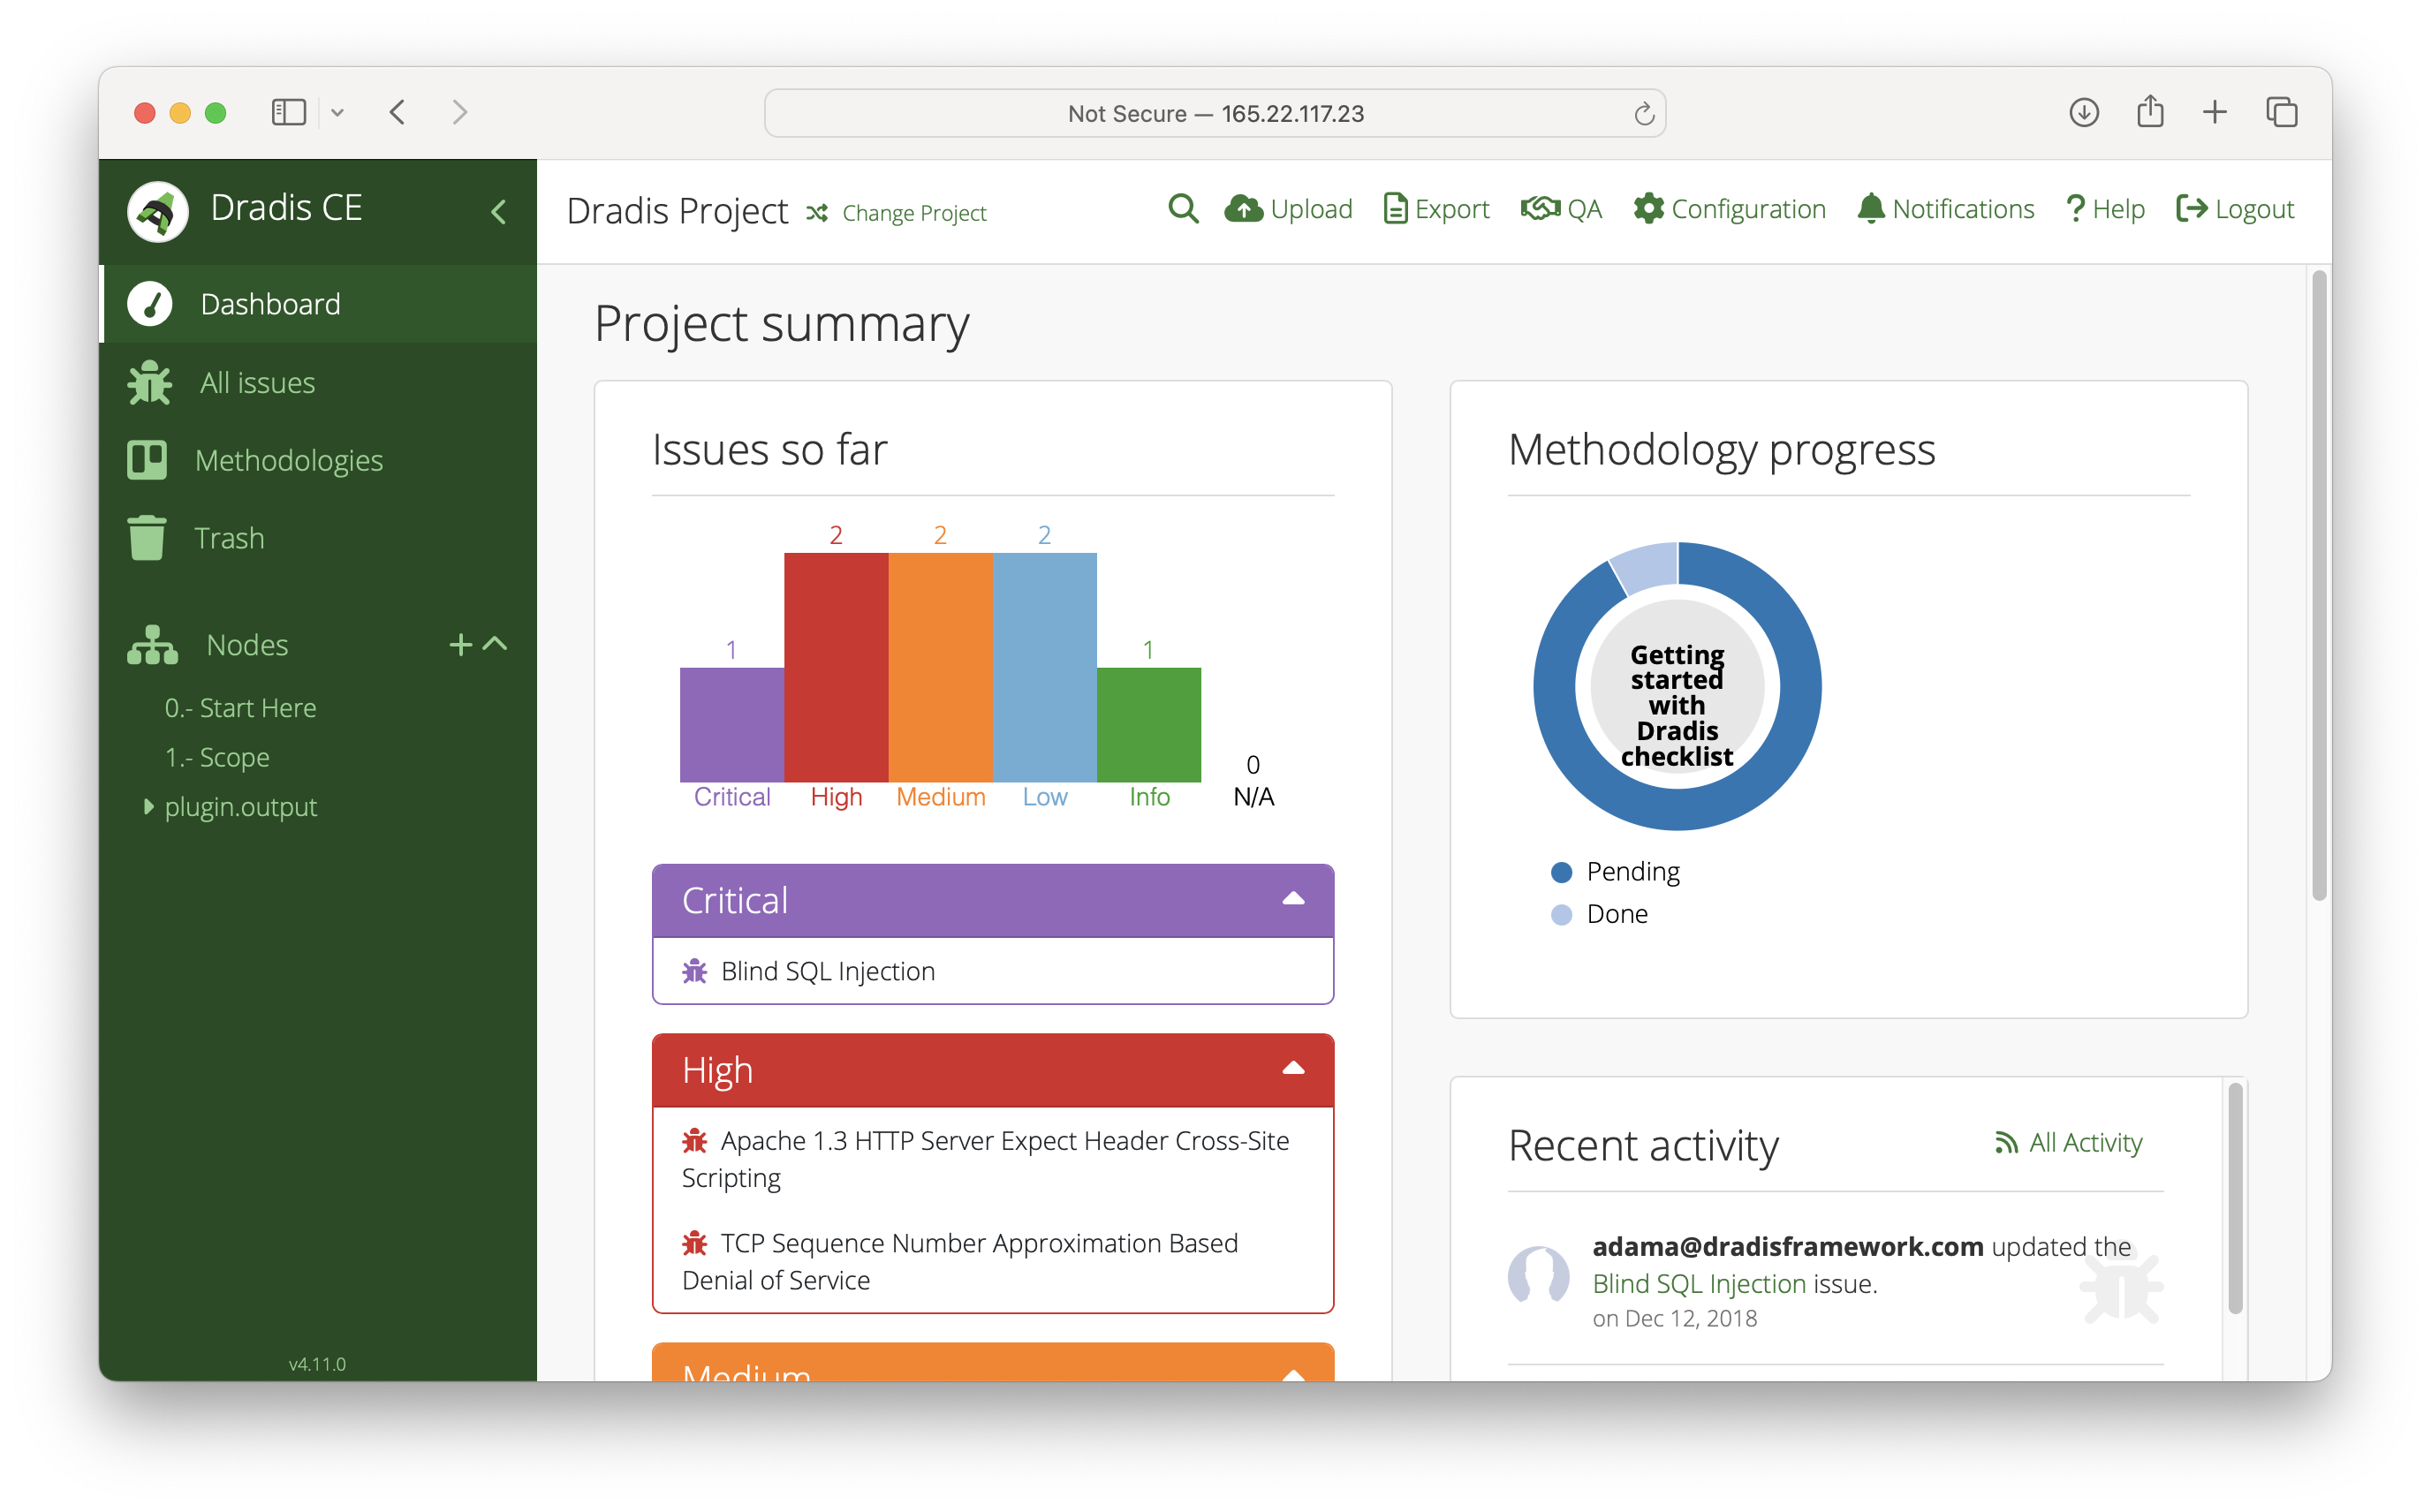 Not Secure — 165.22.117.23
Dradis CE
Dashboard
All issues
Methodologies
Trash
Nodes
0.- Start Here
1.- Scope
plugin.output
v4.11.0
Dradis Project
Change Project
Upload
Export
QA
Configuration
Notifications
Help
Logout
Project summary
Issues so far
1
2
2
2
1
0
Critical
High
Medium
Low
Info
N/A
Critical
Blind SQL Injection
High
Apache 1.3 HTTP Server Expect Header Cross-Site
Scripting
TCP Sequence Number Approximation Based
Denial of Service
Medium
Methodology progress
Getting
started
with
Dradis
checklist
Pending
Done
Recent activity
All Activity
adama@dradisframework.com updated the
Blind SQL Injection issue.
on Dec 12, 2018